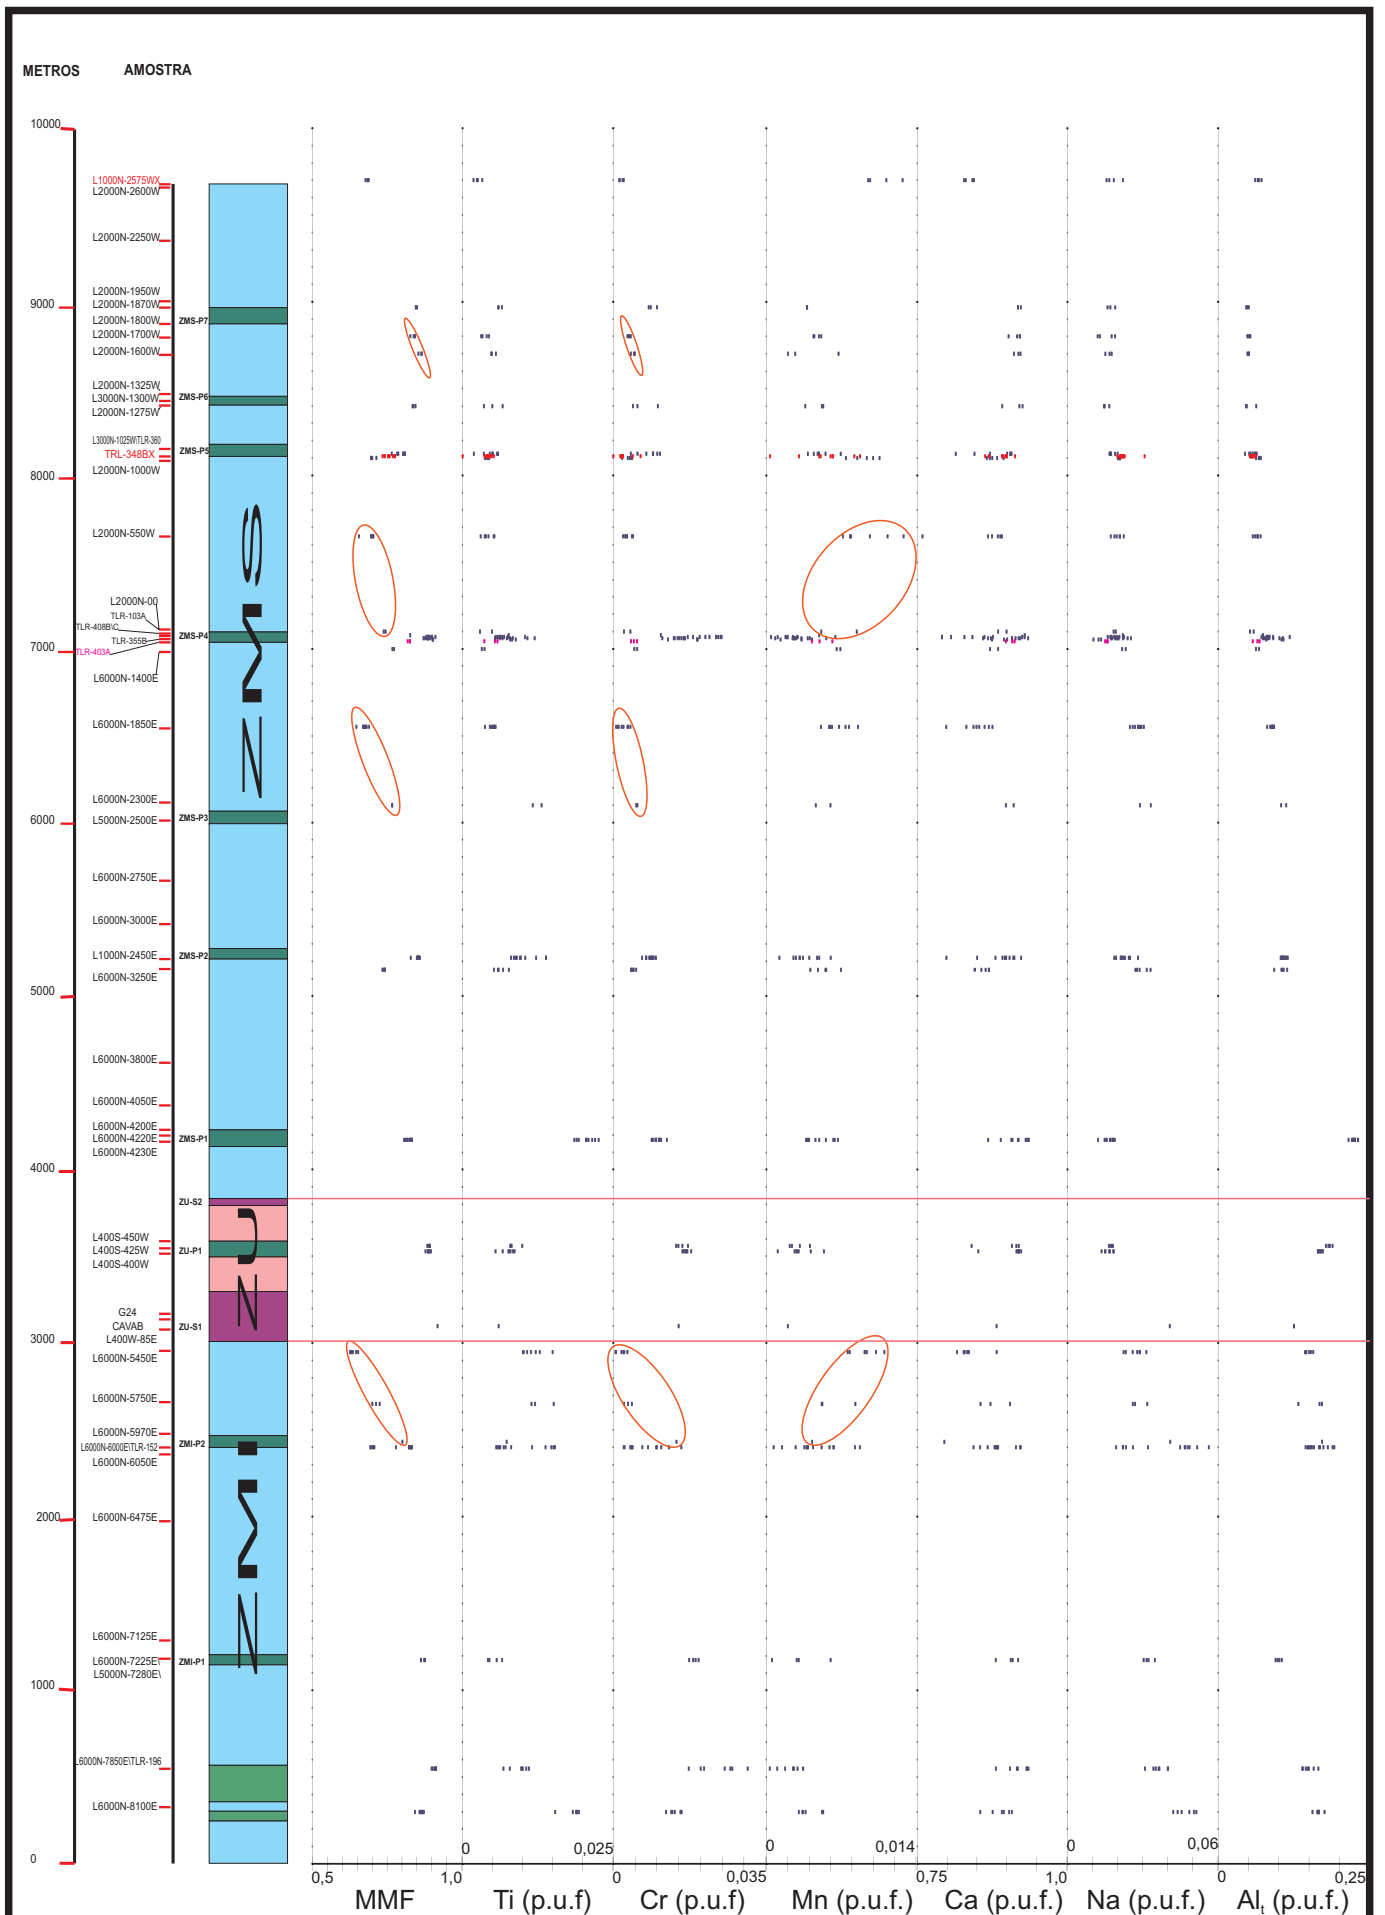 METROS AMOSTRA
10000
L1000N-2575WX
L2000N-2600W
L2000N-2250W
L2000N-1950W
9000
L2000N-1870W
L2000N-1800W
ZMS-P7
L2000N-1700W
L2000N-1600W
L2000N-1325W
L3000N-1300W
ZMS-P6
L2000N-1275W
L3000N-1025W\TLR-360
TRL-348BX
ZMS-P5
L2000N-1000W
8000
L2000N-550W
ZMS
L2000N-00
TLR-103A
TLR-408B\C
TLR-355B
ZMS-P4
7000
TLR-403A
L6000N-1400E
L6000N-1850E
L6000N-2300E
6000
L5000N-2500E
ZMS-P3
L6000N-2750E
L6000N-3000E
L1000N-2450E
ZMS-P2
L6000N-3250E
5000
L6000N-3800E
L6000N-4050E
L6000N-4200E
L6000N-4220E
ZMS-P1
L6000N-4230E
4000
ZU-S2
L400S-450W
L400S-425W
ZU-P1
L400S-400W
ZU
G24
CAVAB
ZU-S1
3000
L400W-85E
L6000N-5450E
L6000N-5750E
L6000N-5970E
L6000N-6000E\TLR-152
ZMI-P2
L6000N-6050E
2000
L6000N-6475E
ZMI
L6000N-7125E
L6000N-7225E\
ZMI-P1
L5000N-7280E\
1000
L6000N-7850E\TLR-196
L6000N-8100E
0
0 0,025 0 0,014 0 0,06
0,5 1,0 0 0,035 0,75 1,0 0 0,25
MMF Ti (p.u.f) Cr (p.u.f) Mn (p.u.f.) Ca (p.u.f.) Na (p.u.f.) Alt (p.u.f.)